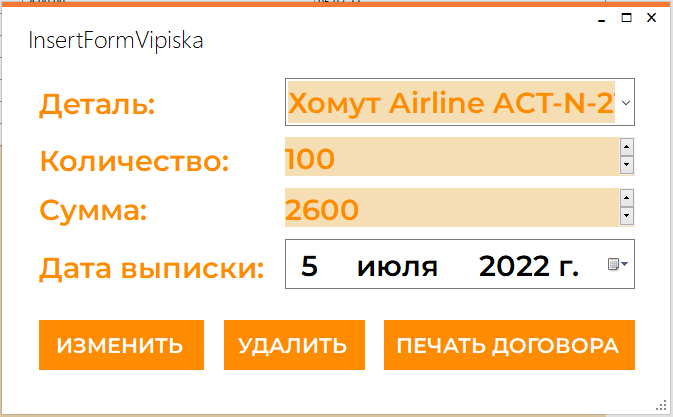 InsertFormVipiska
Деталь: Хомут Airline ACT-N-2
Количество: 100
Сумма: 2600
Дата выписки: 5 июля 2022 г.
ИЗМЕНИТЬ УДАЛИТЬ ПЕЧАТЬ ДОГОВОРА